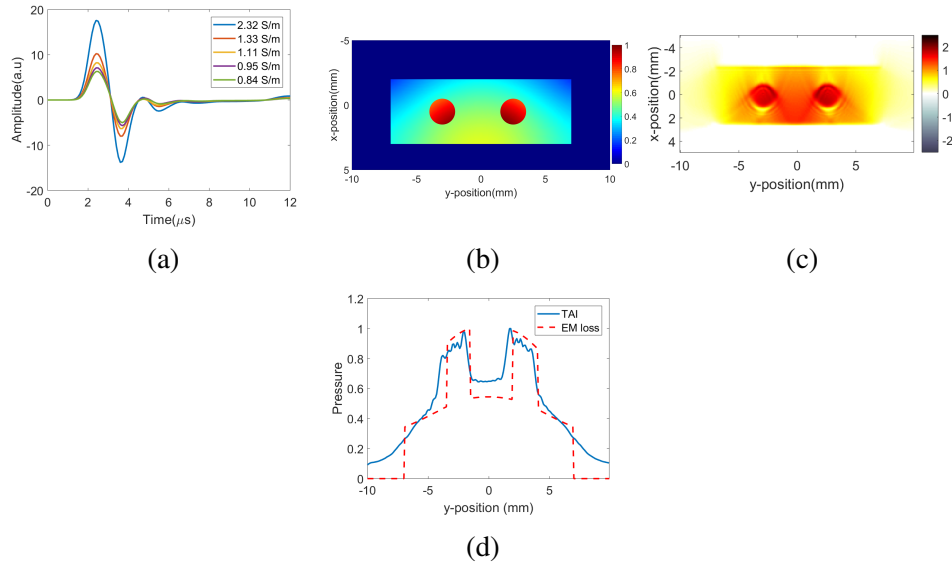 20
10
0
-10
20
Amplitude(a.u)
2.32 S/m
1.33 S/m
1.11 S/m
0.95 S/m
0.84 S/m
0 2 4 6 8 10 12
Time(μs)
(a)
-5
0
5
x-position(mm)
-10 -5 0 5 10
y-position(mm)
1
0.8
0.6
0.4
0.2
0
(b)
-4
-2
0
2
4
x-position(mm)
-10 -5 0 5
y-position(mm)
2
1
0
-1
-2
(c)
1.2
1
0.8
0.6
0.4
0.2
0
Pressure
TAI
EM loss
-10 -5 0 5
y-position (mm)
(d)